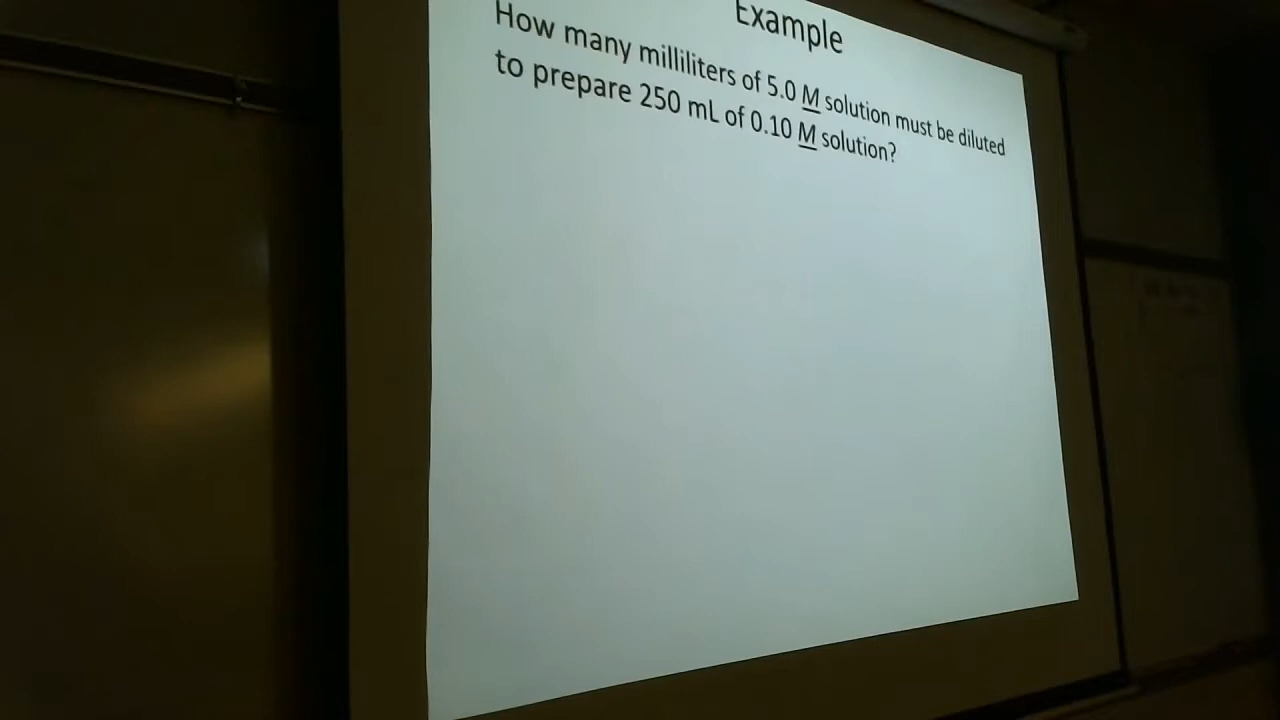 Example
How many milliliters of 5.0 M solution must be diluted
to prepare 250 mL of 0.10 M solution?